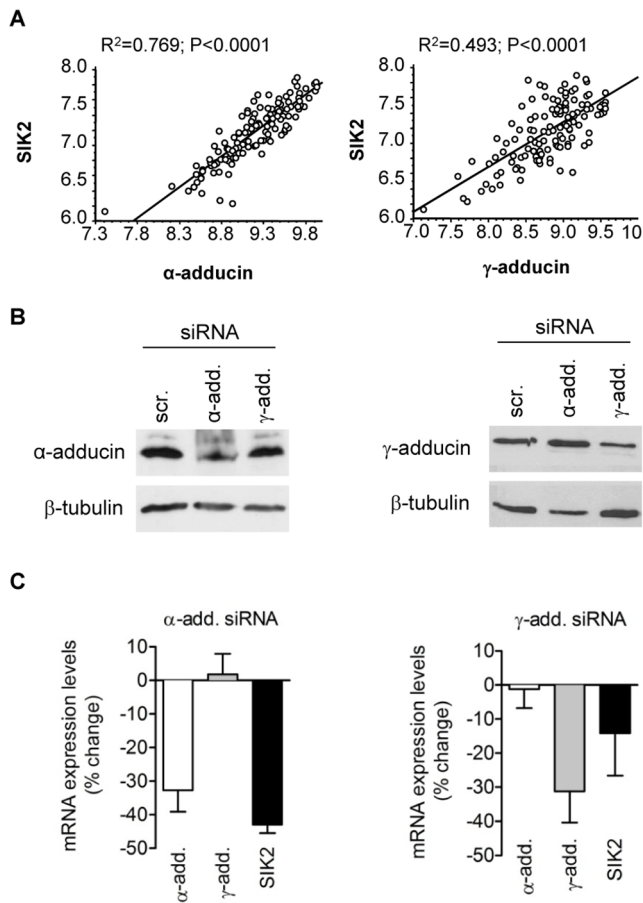 A
R²=0.769; P<0.0001
SIK2
8.0
7.5
7.0
6.5
6.0
7.3 7.8 8.3 8.8 9.3 9.8
α-adducin
R²=0.493; P<0.0001
SIK2
8.0
7.5
7.0
6.5
6.0
7.0 7.5 8.0 8.5 9.0 9.5 10
γ-adducin
B
siRNA
scr. α-add. γ-add.
α-adducin
β-tubulin
siRNA
scr. α-add. γ-add.
γ-adducin
β-tubulin
C
α-add. siRNA
mRNA expression levels
(% change)
10
0
-10
-20
-30
-40
-50
α-add. γ-add. SIK2
γ-add. siRNA
mRNA expression levels
(% change)
10
0
-10
-20
-30
-40
-50
α-add. γ-add. SIK2